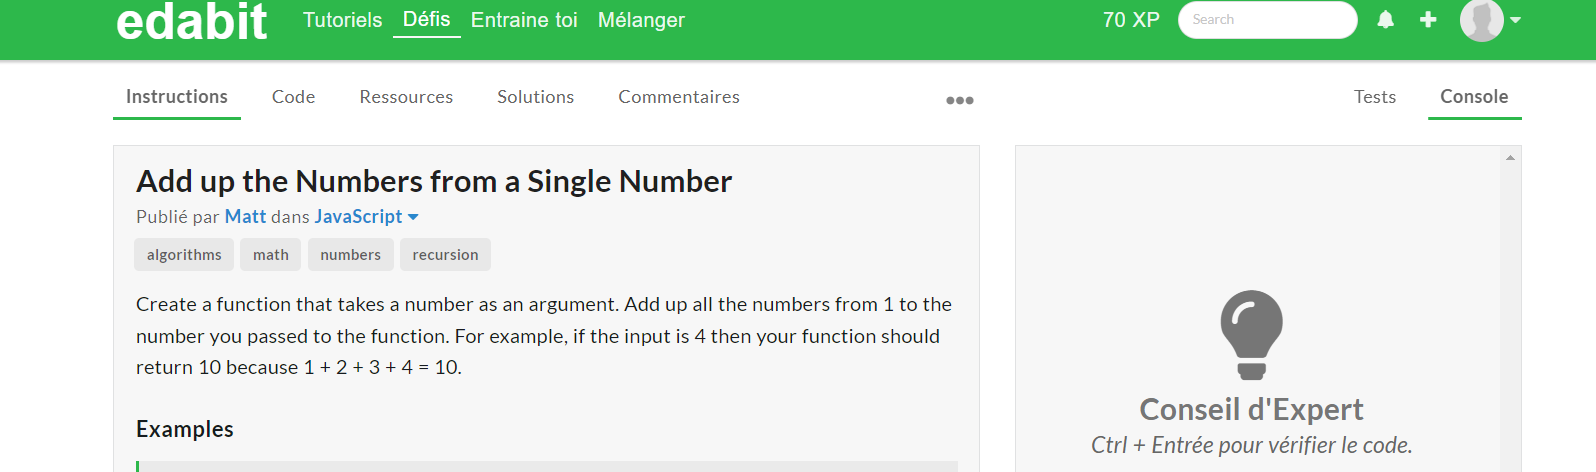 edabit Tutoriels Défis Entraine toi Mélanger 70 XP Search
Instructions Code Ressources Solutions Commentaires Tests Console
Add up the Numbers from a Single Number
Publié par Matt dans JavaScript
algorithms math numbers recursion
Create a function that takes a number as an argument. Add up all the numbers from 1 to the
number you passed to the function. For example, if the input is 4 then your function should
return 10 because 1 + 2 + 3 + 4 = 10.
Examples
Conseil d'Expert
Ctrl + Entrée pour vérifier le code.